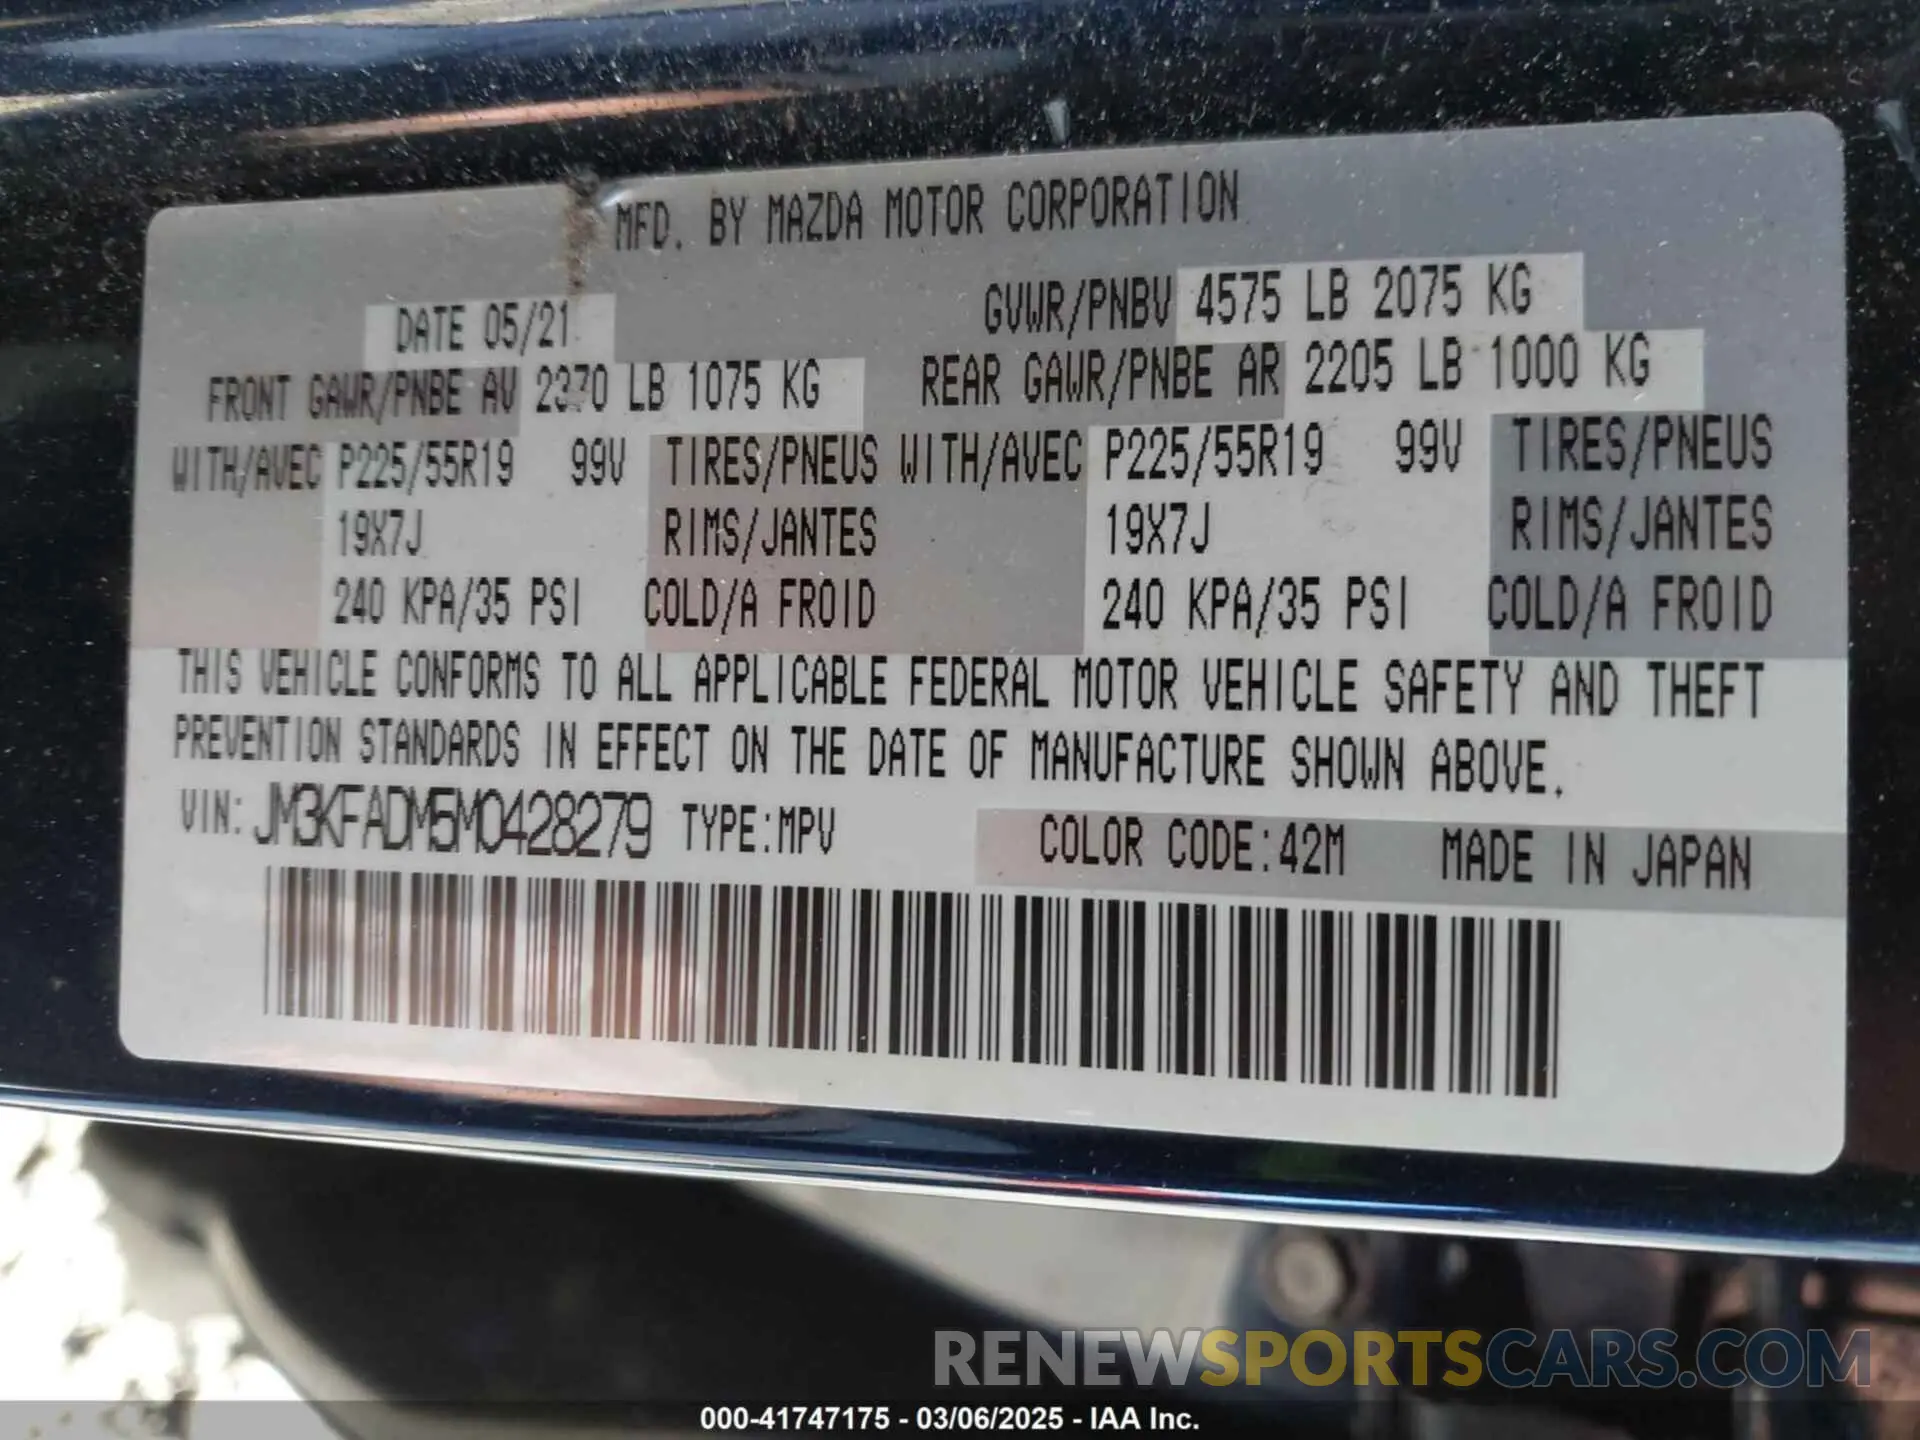 MFD. BY MAZDA MOTOR CORPORATION
DATE 05/21 GVWR/PNBV 4575 LB 2075 KG
FRONT GAWR/PNBE AV 2370 LB 1075 KG REAR GAWR/PNBE AR 2205 LB 1000 KG
WITH/AVEC P225/55R19 99V TIRES/PNEUS WITH/AVEC P225/55R19 99V TIRES/PNEUS
19X7J RIMS/JANTES 19X7J RIMS/JANTES
240 KPA/35 PSI COLD/A FROID 240 KPA/35 PSI COLD/A FROID
THIS VEHICLE CONFORMS TO ALL APPLICABLE FEDERAL MOTOR VEHICLE SAFETY AND THEFT
PREVENTION STANDARDS IN EFFECT ON THE DATE OF MANUFACTURE SHOWN ABOVE.
VIN: JM3KFADM5M0428279 TYPE:MPV COLOR CODE:42M MADE IN JAPAN
RENEWSPORTSCARS.COM
000-41747175 - 03/06/2025 - IAA Inc.